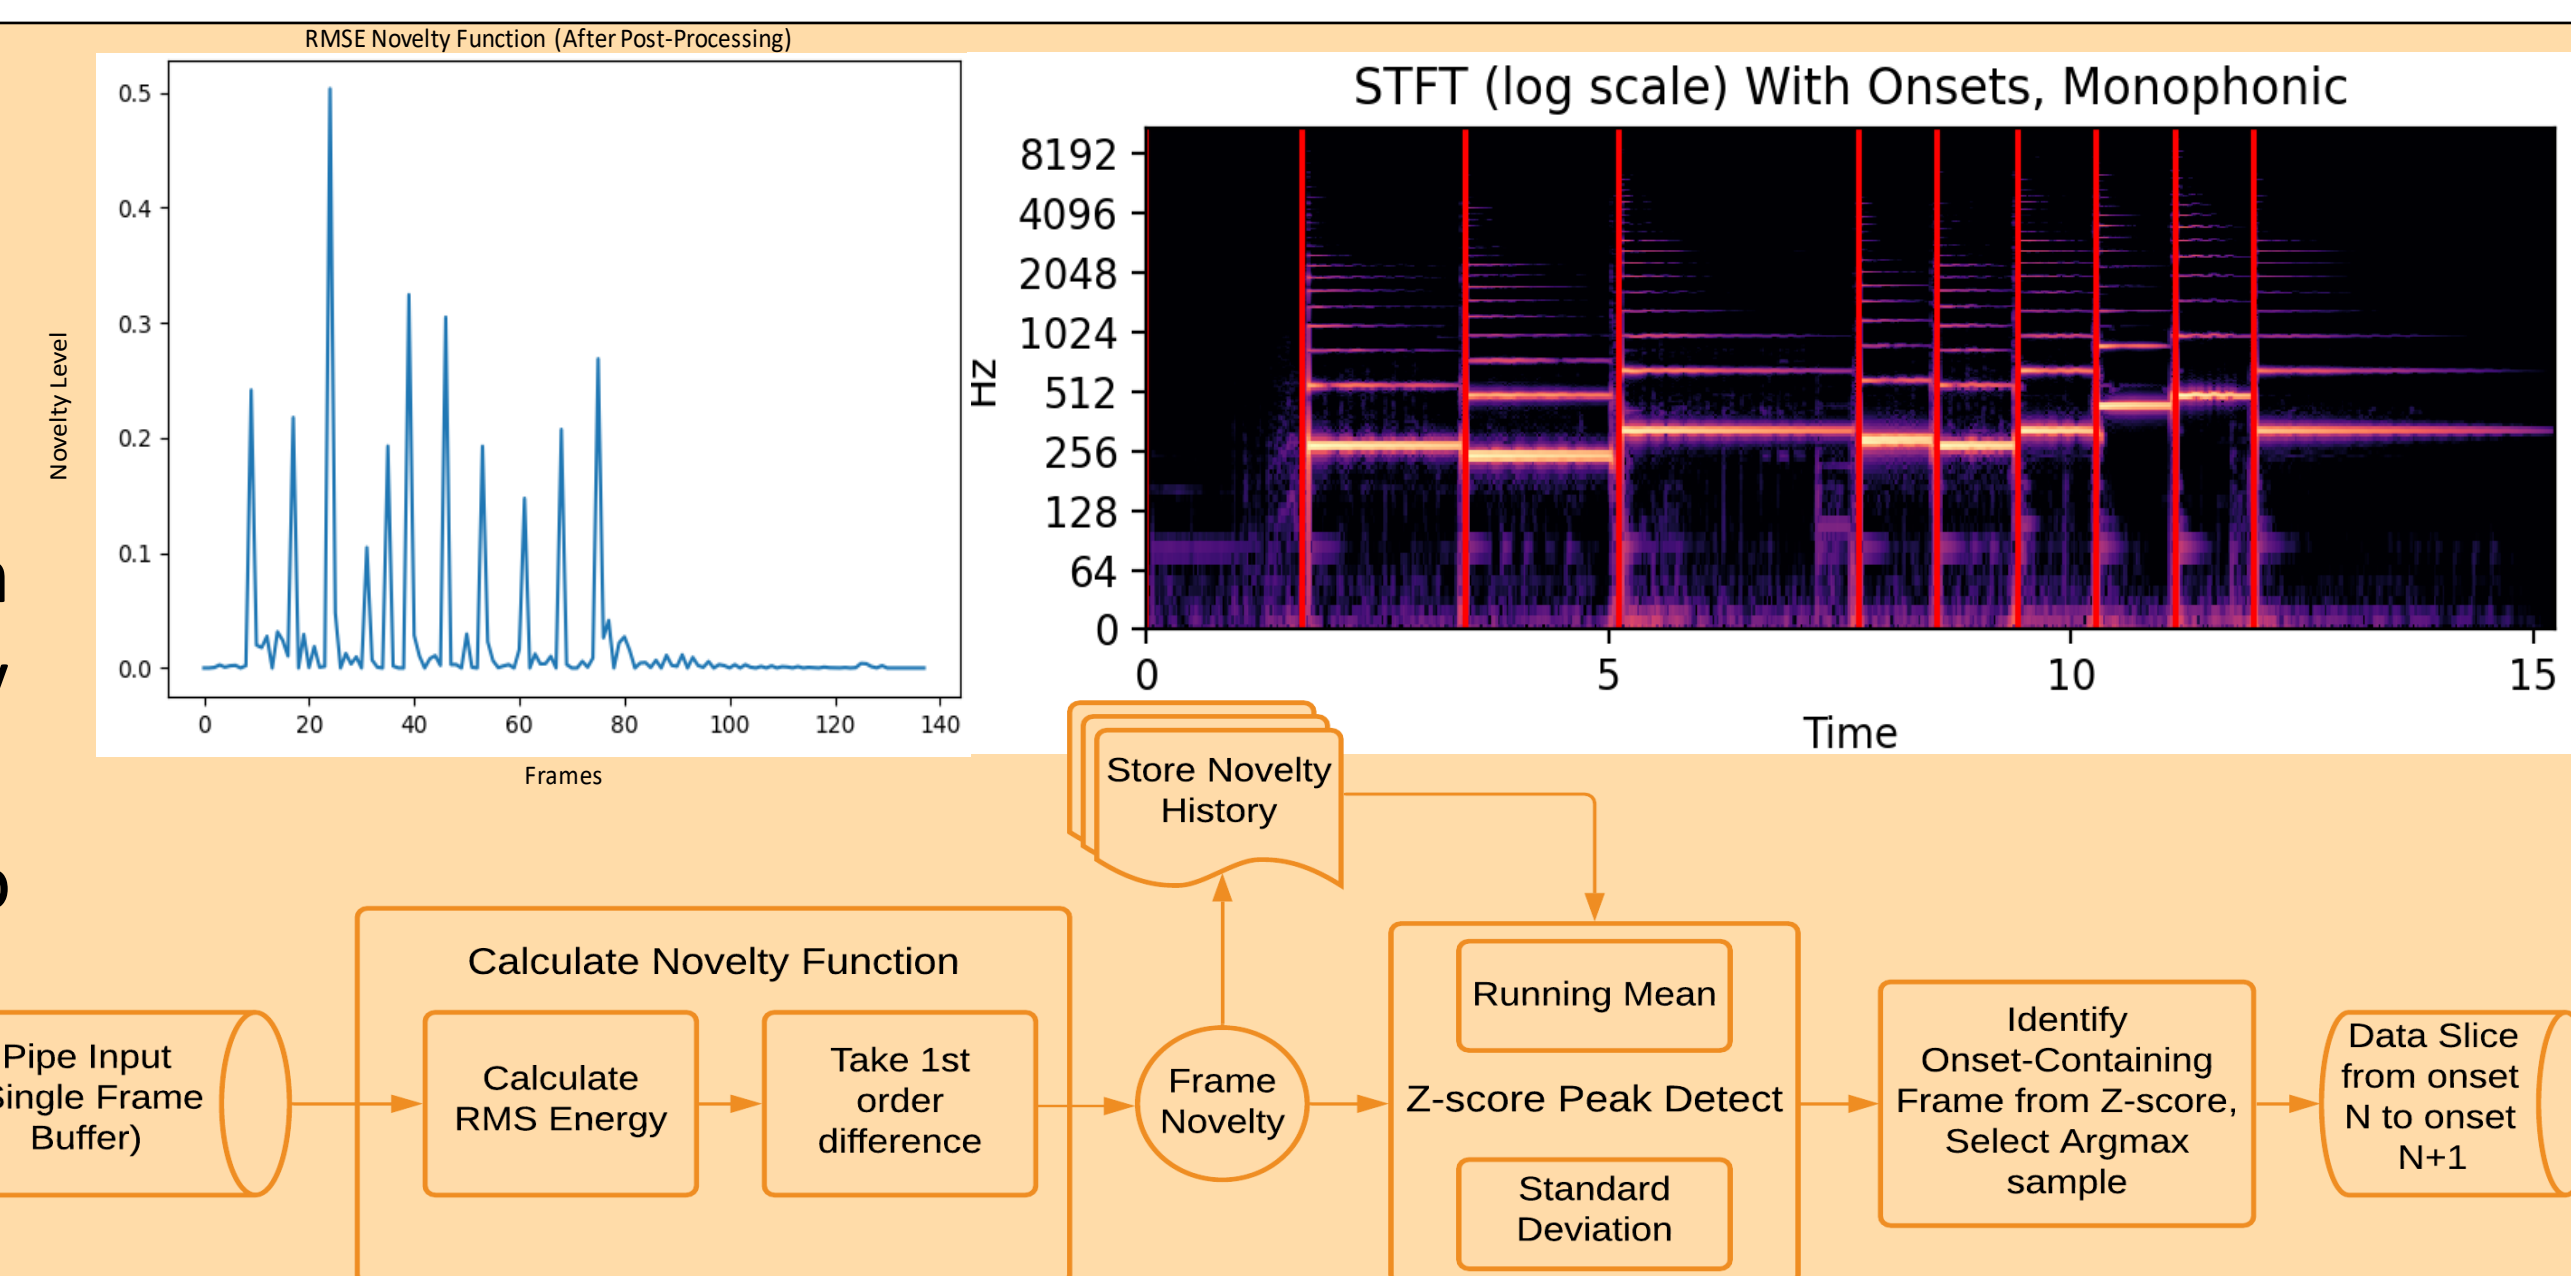 RMSE Novelty Function (After Post-Processing)
0.5
0.4
0.3
0.2
0.1
0.0
Novelty Level
0 20 40 60 80 100 120 140
Frames
STFT (log scale) With Onsets, Monophonic
8192
4096
2048
1024
512
256
128
64
0
Hz
0 5 10 15
Time
Store Novelty
History
Calculate Novelty Function
Pipe Input
Single Frame
Buffer)
Calculate
RMS Energy
Take 1st
order
difference
Frame
Novelty
Running Mean
Z-score Peak Detect
Standard
Deviation
Identify
Onset-Containing
Frame from Z-score,
Select Argmax
sample
Data Slice
from onset
N to onset
N+1